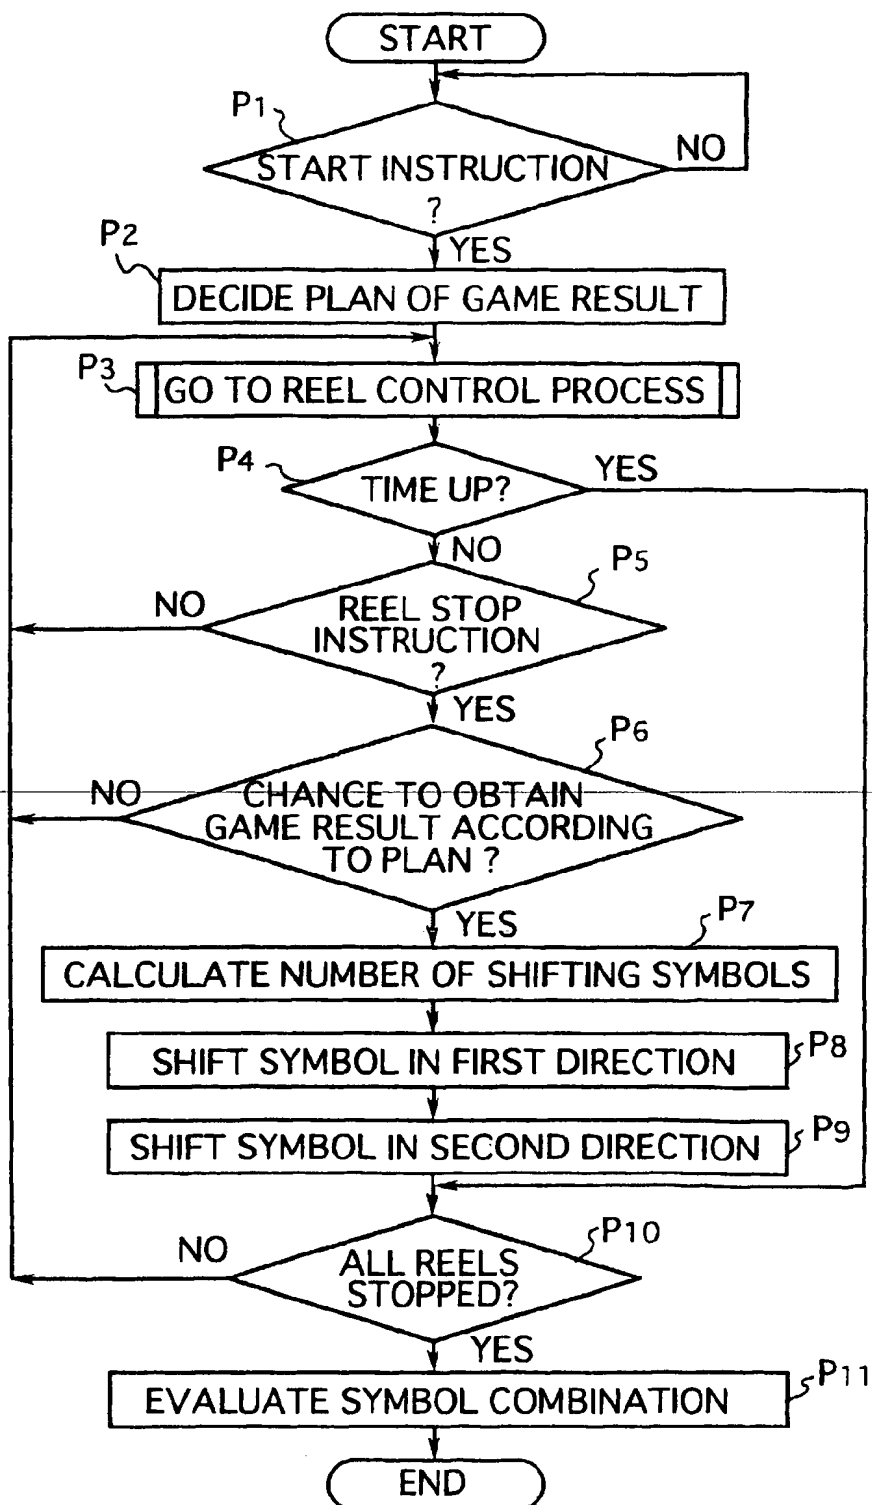 START
P1
START INSTRUCTION
?
NO
YES
P2
DECIDE PLAN OF GAME RESULT
P3
GO TO REEL CONTROL PROCESS
P4
TIME UP?
YES
NO
P5
REEL STOP
INSTRUCTION
?
NO
YES
P6
CHANCE TO OBTAIN
GAME RESULT ACCORDING
TO PLAN ?
NO
YES
P7
CALCULATE NUMBER OF SHIFTING SYMBOLS
P8
SHIFT SYMBOL IN FIRST DIRECTION
P9
SHIFT SYMBOL IN SECOND DIRECTION
P10
ALL REELS
STOPPED?
NO
YES
P11
EVALUATE SYMBOL COMBINATION
END